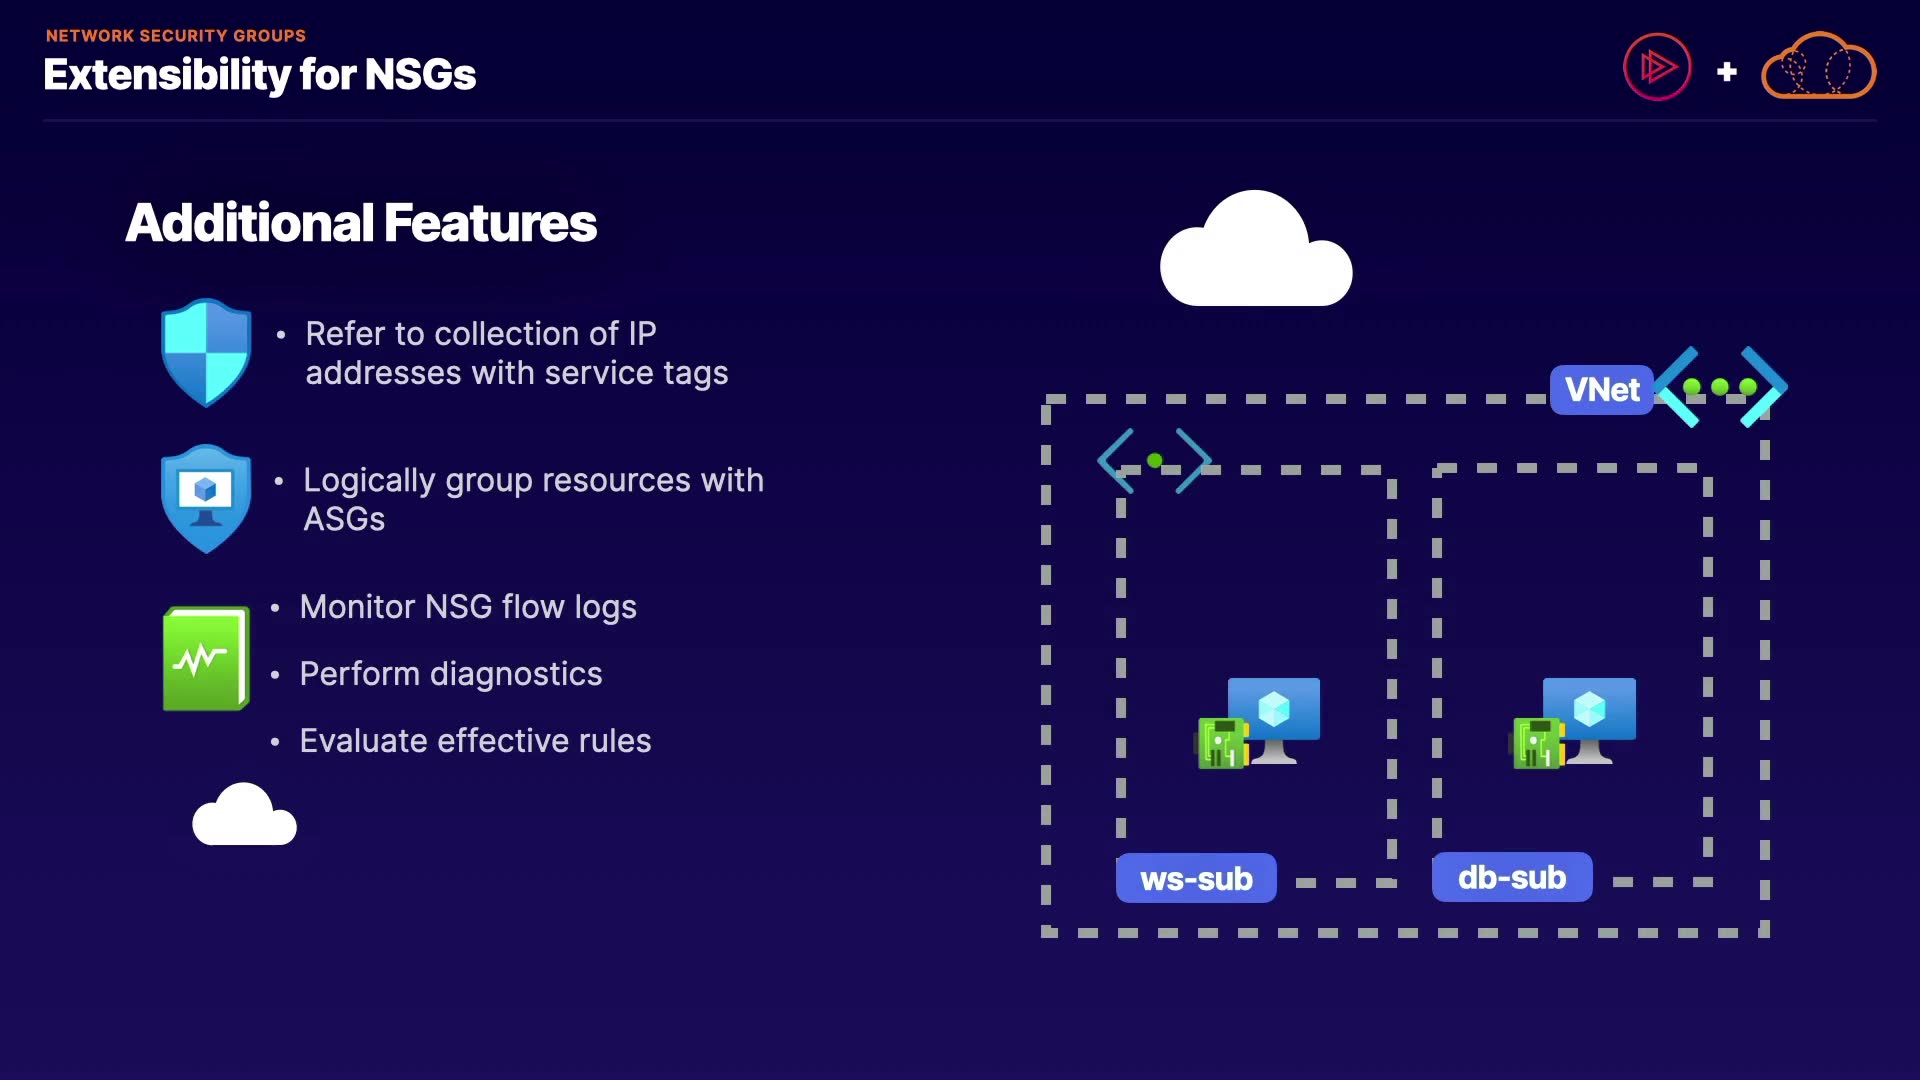 NETWORK SECURITY GROUPS
Extensibility for NSGs
Additional Features
• Refer to collection of IP
addresses with service tags
• Logically group resources with
ASGs
• Monitor NSG flow logs
• Perform diagnostics
• Evaluate effective rules
+
VNet
ws-sub
db-sub